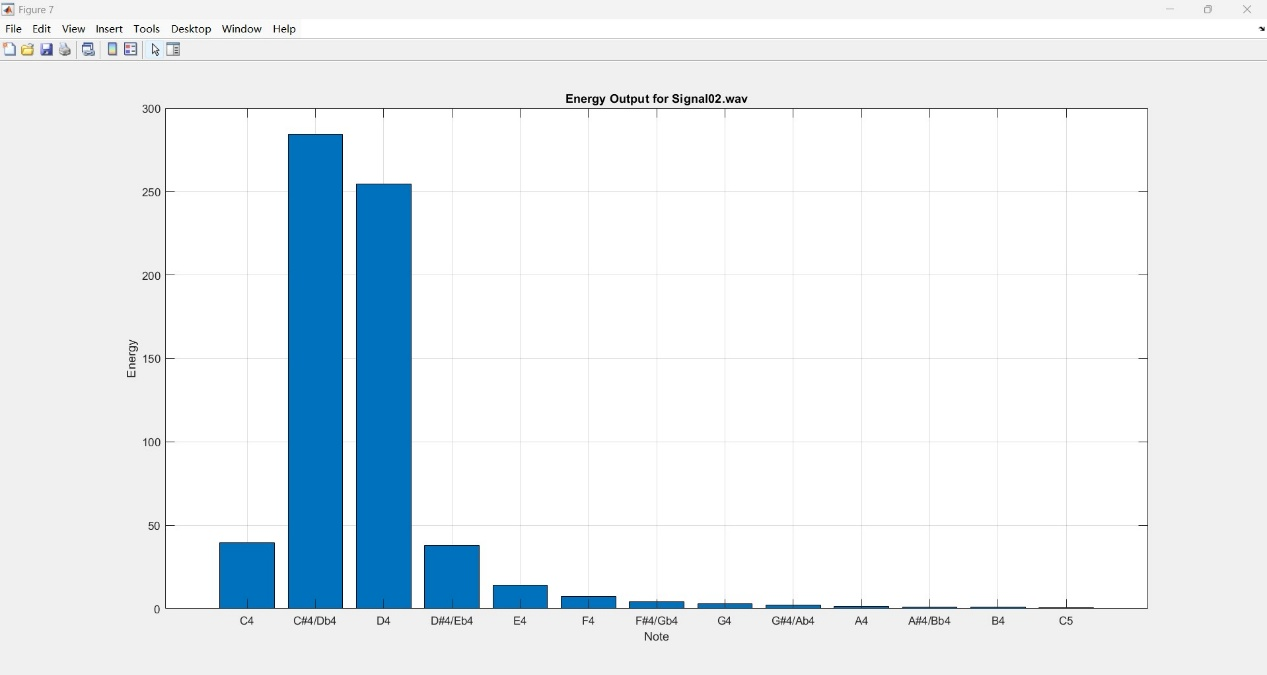 Figure 7
File Edit View Insert Tools Desktop Window Help
Energy Output for Signal02.wav
300
250
200
150
100
50
0
Energy
C4 C#4/Db4 D4 D#4/Eb4 E4 F4 F#4/Gb4 G4 G#4/Ab4 A4 A#4/Bb4 B4 C5
Note